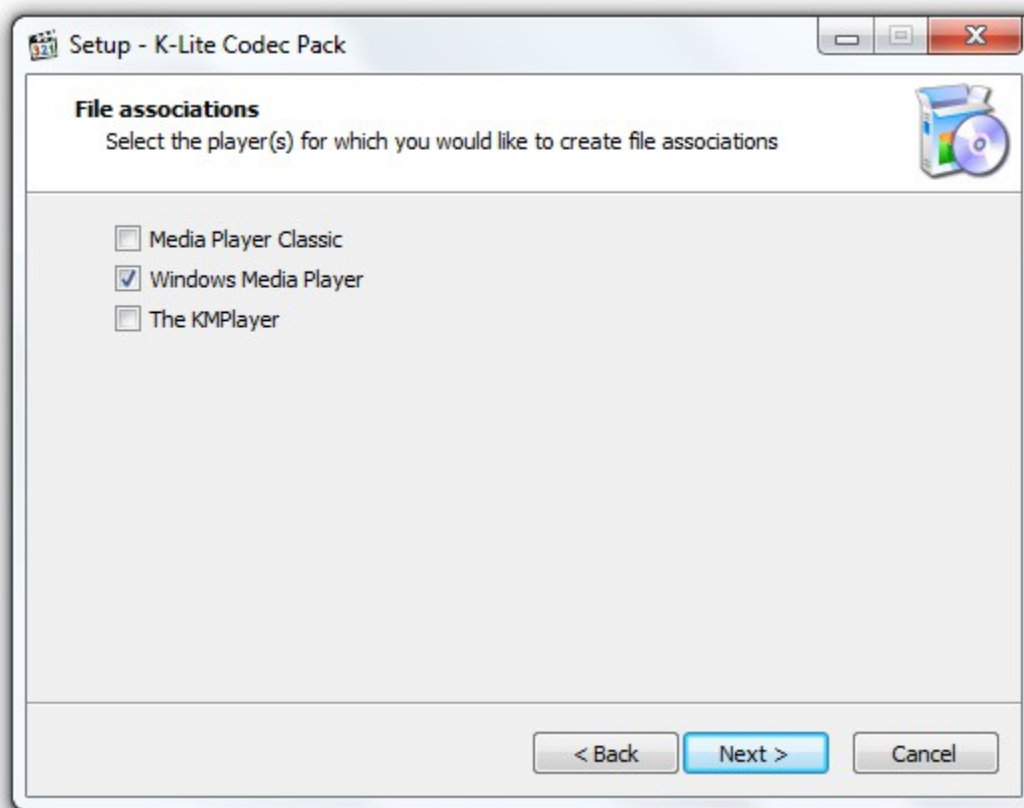 Setup - K-Lite Codec Pack
File associations
Select the player(s) for which you would like to create file associations
Media Player Classic
Windows Media Player
The KMPlayer
< Back Next > Cancel